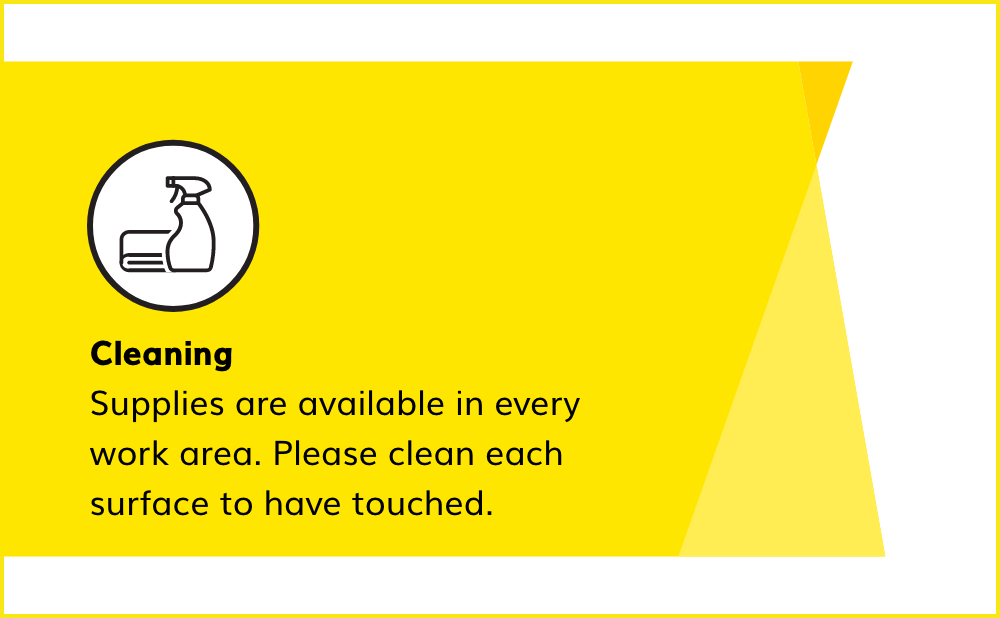 Cleaning
Supplies are available in every
work area. Please clean each
surface to have touched.